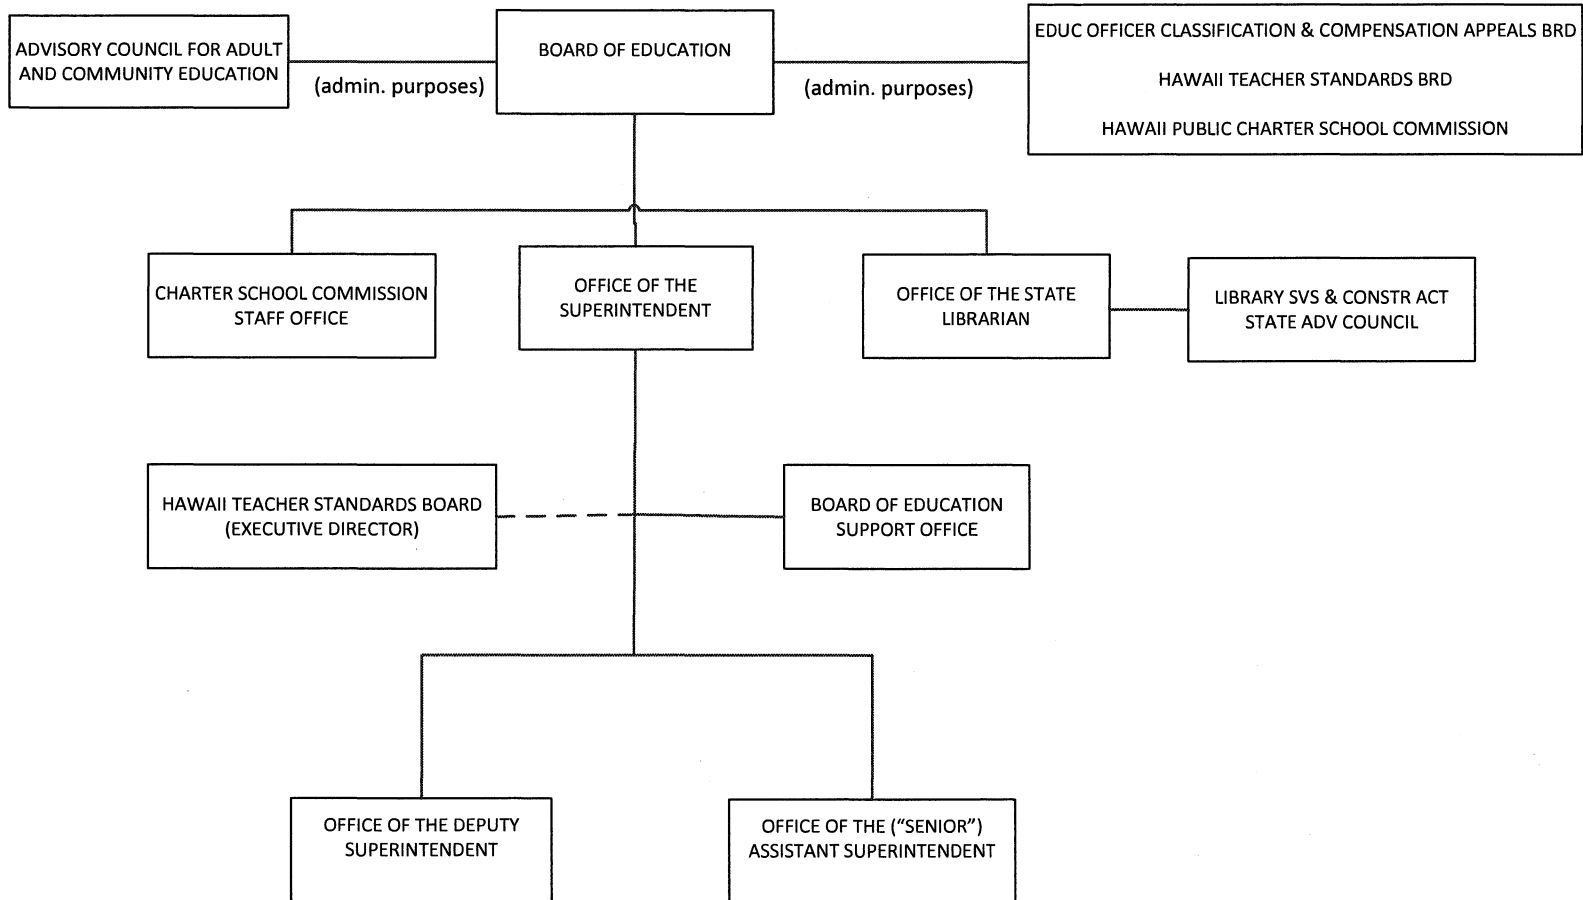 ADVISORY COUNCIL FOR ADULT
AND COMMUNITY EDUCATION
(admin. purposes)
BOARD OF EDUCATION
(admin. purposes)
EDUC OFFICER CLASSIFICATION & COMPENSATION APPEALS BRD
HAWAII TEACHER STANDARDS BRD
HAWAII PUBLIC CHARTER SCHOOL COMMISSION
CHARTER SCHOOL COMMISSION
STAFF OFFICE
OFFICE OF THE
SUPERINTENDENT
OFFICE OF THE STATE
LIBRARIAN
LIBRARY SVS & CONSTR ACT
STATE ADV COUNCIL
HAWAII TEACHER STANDARDS BOARD
(EXECUTIVE DIRECTOR)
BOARD OF EDUCATION
SUPPORT OFFICE
OFFICE OF THE DEPUTY
SUPERINTENDENT
OFFICE OF THE (“SENIOR”)
ASSISTANT SUPERINTENDENT